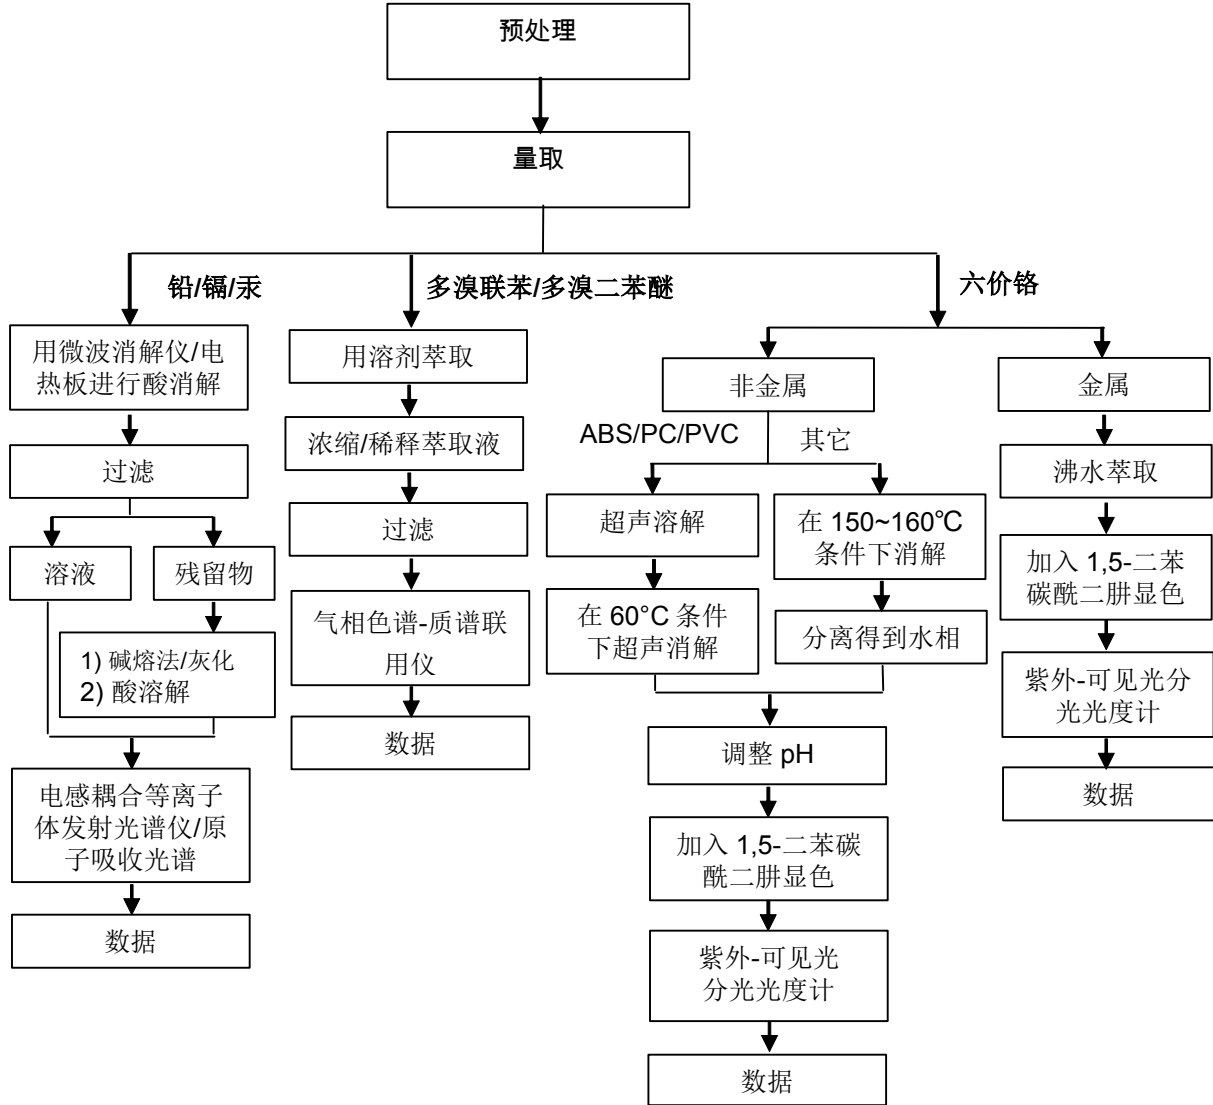 预处理
量取
铅/镉/汞
多溴联苯/多溴二苯醚
六价铬
用微波消解仪/电
热板进行酸消解
过滤
溶液
残留物
1) 碱熔法/灰化
2) 酸溶解
电感耦合等离子
体发射光谱仪/原
子吸收光谱
数据
用溶剂萃取
浓缩/稀释萃取液
过滤
气相色谱-质谱联
用仪
数据
非金属
ABS/PC/PVC
其它
超声溶解
在 60°C 条件
下超声消解
在 150~160℃
条件下消解
分离得到水相
调整 pH
加入 1,5-二苯碳
酰二肼显色
紫外-可见光
分光光度计
数据
金属
沸水萃取
加入 1,5-二苯
碳酰二肼显色
紫外-可见光分
光光度计
数据